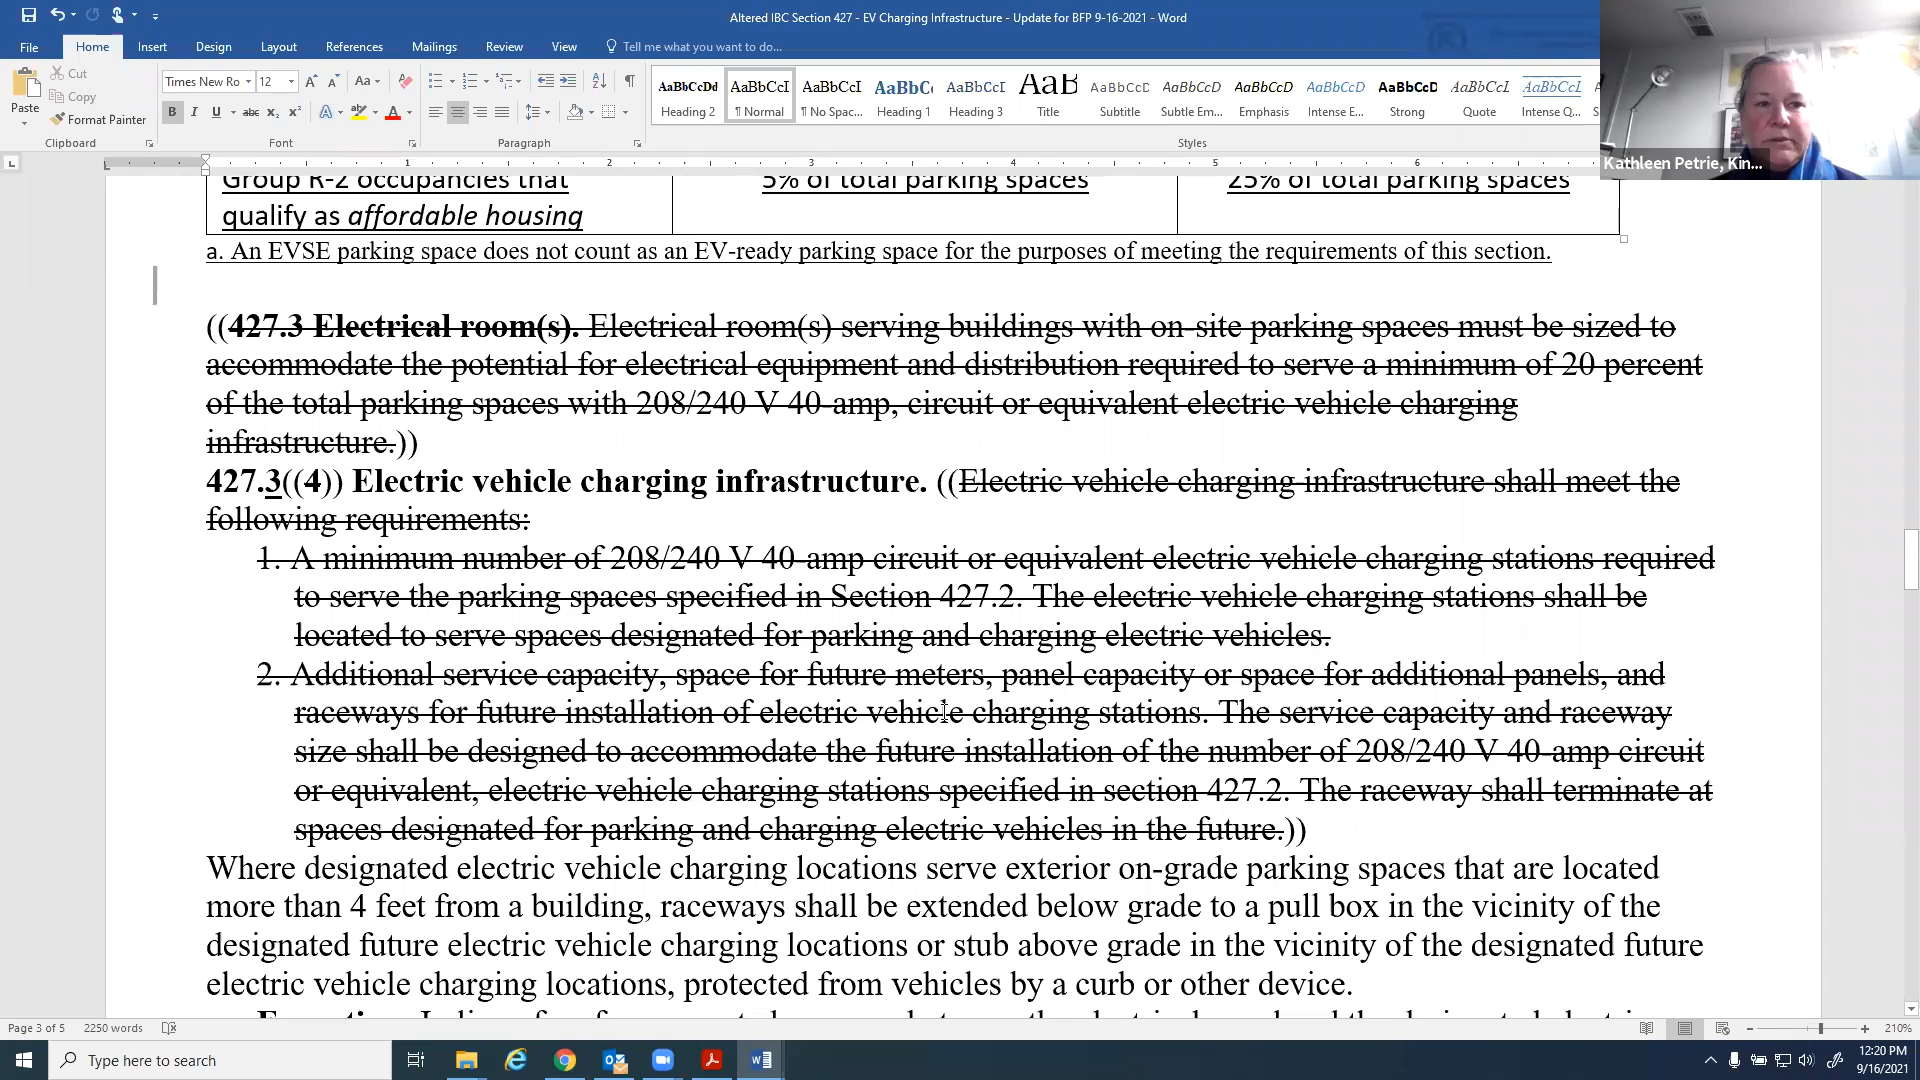 Altered IBC Section 427 - EV Charging Infrastructure - Update for BFP 9-16-2021 - Word
File Home Insert Design Layout References Mailings Review View Tell me what you want to do...
Cut
Copy
Format Painter
Paste
Clipboard
Times New Ro 12
Font
Paragraph
AaBbCcDd AaBbCcI AaBbCcI AaBbC AaBbCcI AaB AaBbCcD AaBbCcD AaBbCcD AaBbCcD AaBbCcD AaBbCcI AaBbCcI
Heading 2 ¶ Normal ¶ No Spac... Heading 1 Heading 3 Title Subtitle Subtle Em... Emphasis Intense E... Strong Quote Intense Q...
Styles
Kathleen Petrie, Kin...
1 2 3 4 5 6
Group R-2 occupancies that 5% of total parking spaces 25% of total parking spaces
qualify as affordable housing
a. An EVSE parking space does not count as an EV-ready parking space for the purposes of meeting the requirements of this section.
((427.3 Electrical room(s). Electrical room(s) serving buildings with on-site parking spaces must be sized to
accommodate the potential for electrical equipment and distribution required to serve a minimum of 20 percent
of the total parking spaces with 208/240 V 40-amp, circuit or equivalent electric vehicle charging
infrastructure.))
427.3((4)) Electric vehicle charging infrastructure. ((Electric vehicle charging infrastructure shall meet the
following requirements:
1. A minimum number of 208/240 V 40-amp circuit or equivalent electric vehicle charging stations required
to serve the parking spaces specified in Section 427.2. The electric vehicle charging stations shall be
located to serve spaces designated for parking and charging electric vehicles.
2. Additional service capacity, space for future meters, panel capacity or space for additional panels, and
raceways for future installation of electric vehicle charging stations. The service capacity and raceway
size shall be designed to accommodate the future installation of the number of 208/240 V 40-amp circuit
or equivalent, electric vehicle charging stations specified in section 427.2. The raceway shall terminate at
spaces designated for parking and charging electric vehicles in the future.))
Where designated electric vehicle charging locations serve exterior on-grade parking spaces that are located
more than 4 feet from a building, raceways shall be extended below grade to a pull box in the vicinity of the
designated future electric vehicle charging locations or stub above grade in the vicinity of the designated future
electric vehicle charging locations, protected from vehicles by a curb or other device.
Page 3 of 5 2250 words 210%
Type here to search
12:20 PM
9/16/2021